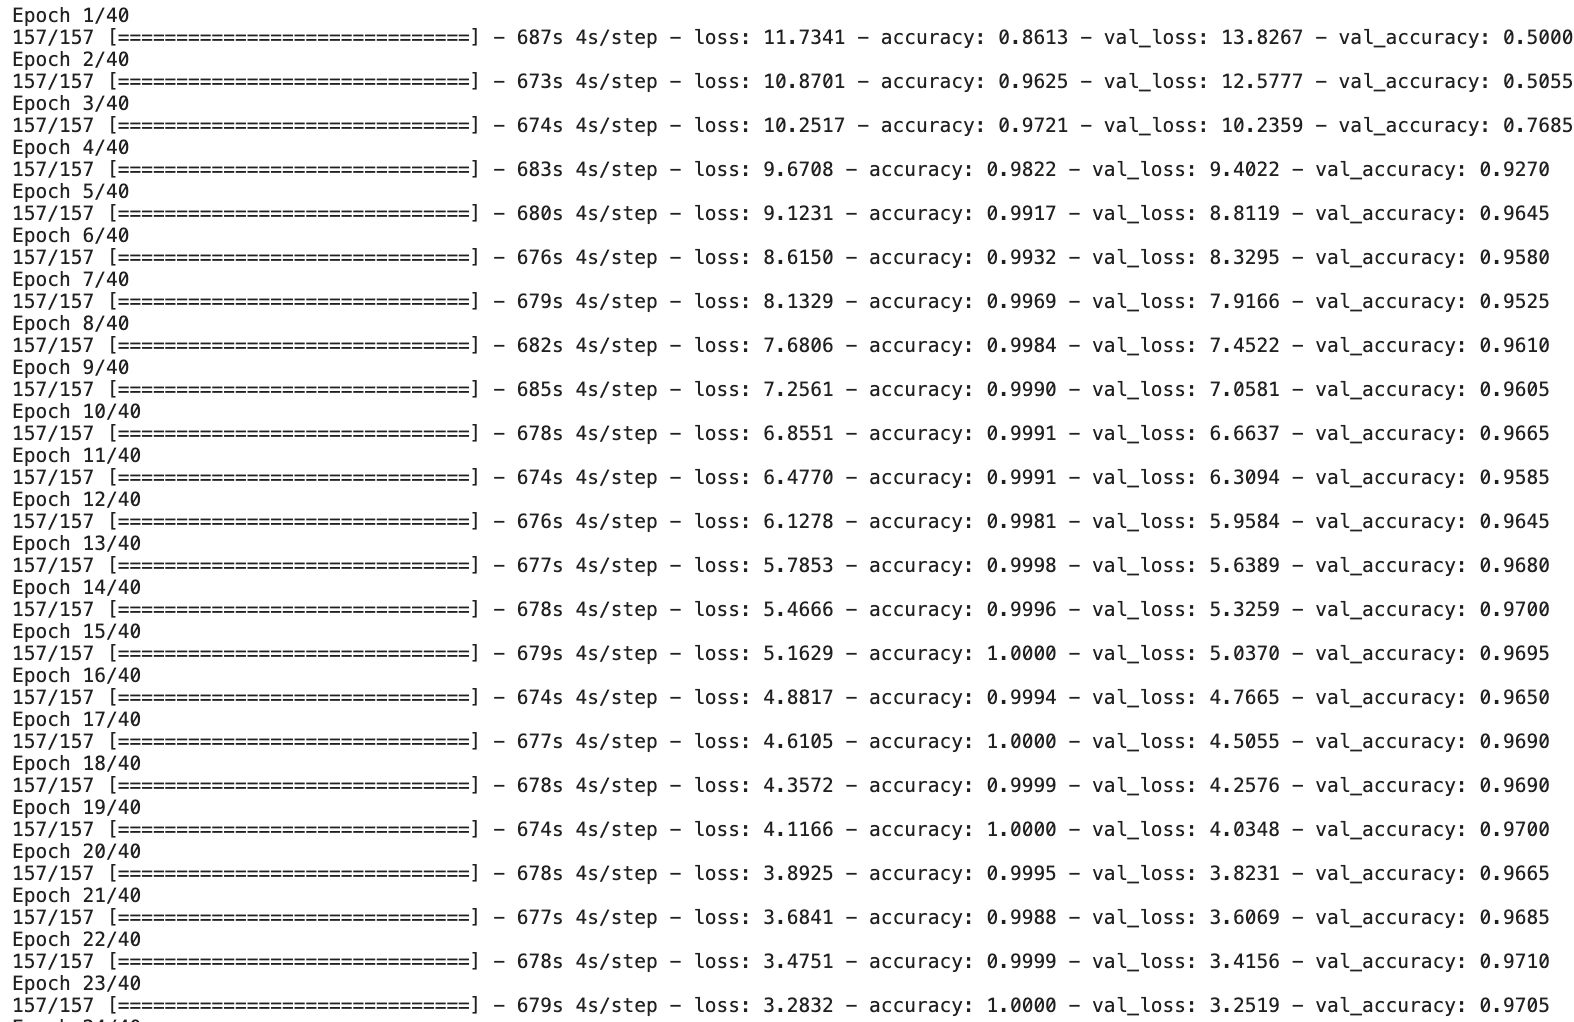 Epoch 1/40
157/157 [==============================] - 687s 4s/step - loss: 11.7341 - accuracy: 0.8613 - val_loss: 13.8267 - val_accuracy: 0.5000
Epoch 2/40
157/157 [==============================] - 673s 4s/step - loss: 10.8701 - accuracy: 0.9625 - val_loss: 12.5777 - val_accuracy: 0.5055
Epoch 3/40
157/157 [==============================] - 674s 4s/step - loss: 10.2517 - accuracy: 0.9721 - val_loss: 10.2359 - val_accuracy: 0.7685
Epoch 4/40
157/157 [==============================] - 683s 4s/step - loss: 9.6708 - accuracy: 0.9822 - val_loss: 9.4022 - val_accuracy: 0.9270
Epoch 5/40
157/157 [==============================] - 680s 4s/step - loss: 9.1231 - accuracy: 0.9917 - val_loss: 8.8119 - val_accuracy: 0.9645
Epoch 6/40
157/157 [==============================] - 676s 4s/step - loss: 8.6150 - accuracy: 0.9932 - val_loss: 8.3295 - val_accuracy: 0.9580
Epoch 7/40
157/157 [==============================] - 679s 4s/step - loss: 8.1329 - accuracy: 0.9969 - val_loss: 7.9166 - val_accuracy: 0.9525
Epoch 8/40
157/157 [==============================] - 682s 4s/step - loss: 7.6806 - accuracy: 0.9984 - val_loss: 7.4522 - val_accuracy: 0.9610
Epoch 9/40
157/157 [==============================] - 685s 4s/step - loss: 7.2561 - accuracy: 0.9990 - val_loss: 7.0581 - val_accuracy: 0.9605
Epoch 10/40
157/157 [==============================] - 678s 4s/step - loss: 6.8551 - accuracy: 0.9991 - val_loss: 6.6637 - val_accuracy: 0.9665
Epoch 11/40
157/157 [==============================] - 674s 4s/step - loss: 6.4770 - accuracy: 0.9991 - val_loss: 6.3094 - val_accuracy: 0.9585
Epoch 12/40
157/157 [==============================] - 676s 4s/step - loss: 6.1278 - accuracy: 0.9981 - val_loss: 5.9584 - val_accuracy: 0.9645
Epoch 13/40
157/157 [==============================] - 677s 4s/step - loss: 5.7853 - accuracy: 0.9998 - val_loss: 5.6389 - val_accuracy: 0.9680
Epoch 14/40
157/157 [==============================] - 678s 4s/step - loss: 5.4666 - accuracy: 0.9996 - val_loss: 5.3259 - val_accuracy: 0.9700
Epoch 15/40
157/157 [==============================] - 679s 4s/step - loss: 5.1629 - accuracy: 1.0000 - val_loss: 5.0370 - val_accuracy: 0.9695
Epoch 16/40
157/157 [==============================] - 674s 4s/step - loss: 4.8817 - accuracy: 0.9994 - val_loss: 4.7665 - val_accuracy: 0.9650
Epoch 17/40
157/157 [==============================] - 677s 4s/step - loss: 4.6105 - accuracy: 1.0000 - val_loss: 4.5055 - val_accuracy: 0.9690
Epoch 18/40
157/157 [==============================] - 678s 4s/step - loss: 4.3572 - accuracy: 0.9999 - val_loss: 4.2576 - val_accuracy: 0.9690
Epoch 19/40
157/157 [==============================] - 674s 4s/step - loss: 4.1166 - accuracy: 1.0000 - val_loss: 4.0348 - val_accuracy: 0.9700
Epoch 20/40
157/157 [==============================] - 678s 4s/step - loss: 3.8925 - accuracy: 0.9995 - val_loss: 3.8231 - val_accuracy: 0.9665
Epoch 21/40
157/157 [==============================] - 677s 4s/step - loss: 3.6841 - accuracy: 0.9988 - val_loss: 3.6069 - val_accuracy: 0.9685
Epoch 22/40
157/157 [==============================] - 678s 4s/step - loss: 3.4751 - accuracy: 0.9999 - val_loss: 3.4156 - val_accuracy: 0.9710
Epoch 23/40
157/157 [==============================] - 679s 4s/step - loss: 3.2832 - accuracy: 1.0000 - val_loss: 3.2519 - val_accuracy: 0.9705